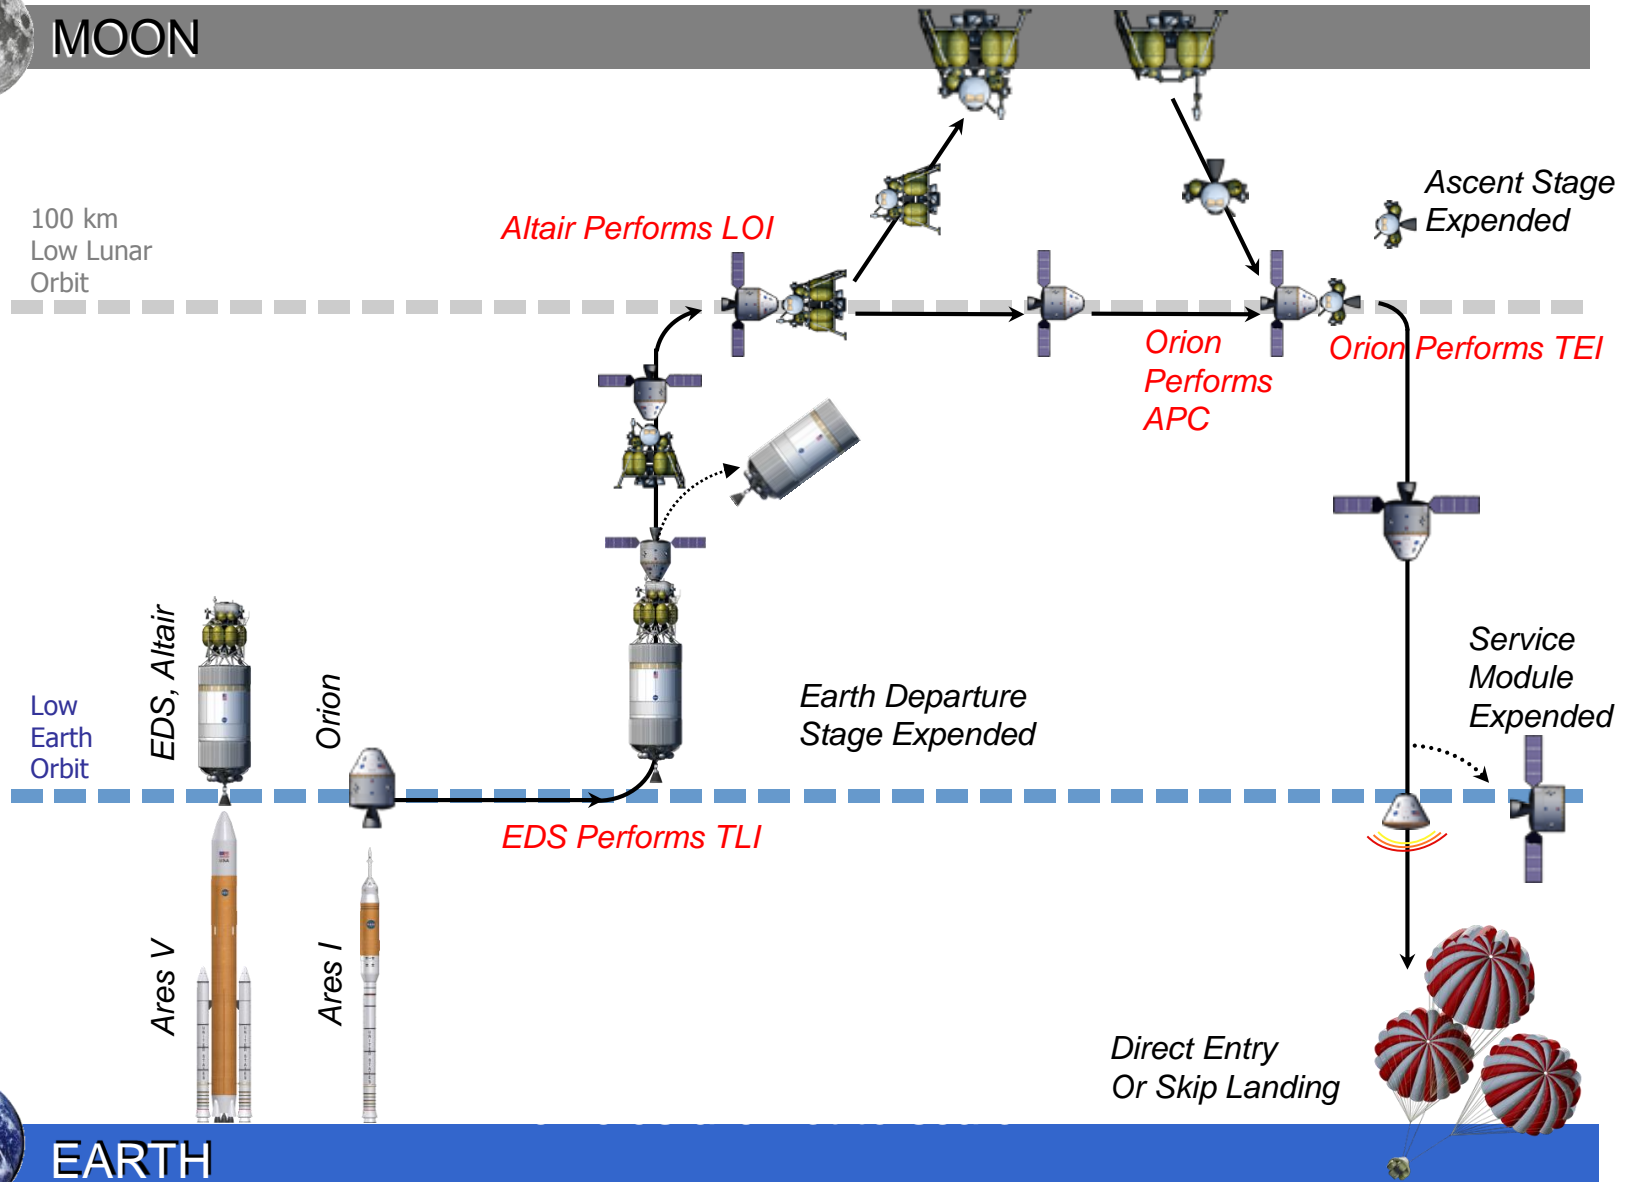 MOON
Ascent Stage
Expended
100 km
Low Lunar
Orbit
Altair Performs LOI
Orion
Performs
APC
Orion Performs TEI
EDS, Altair
Orion
Low
Earth
Orbit
Earth Departure
Stage Expended
Service
Module
Expended
EDS Performs TLI
Ares V
Ares I
Direct Entry
Or Skip Landing
EARTH